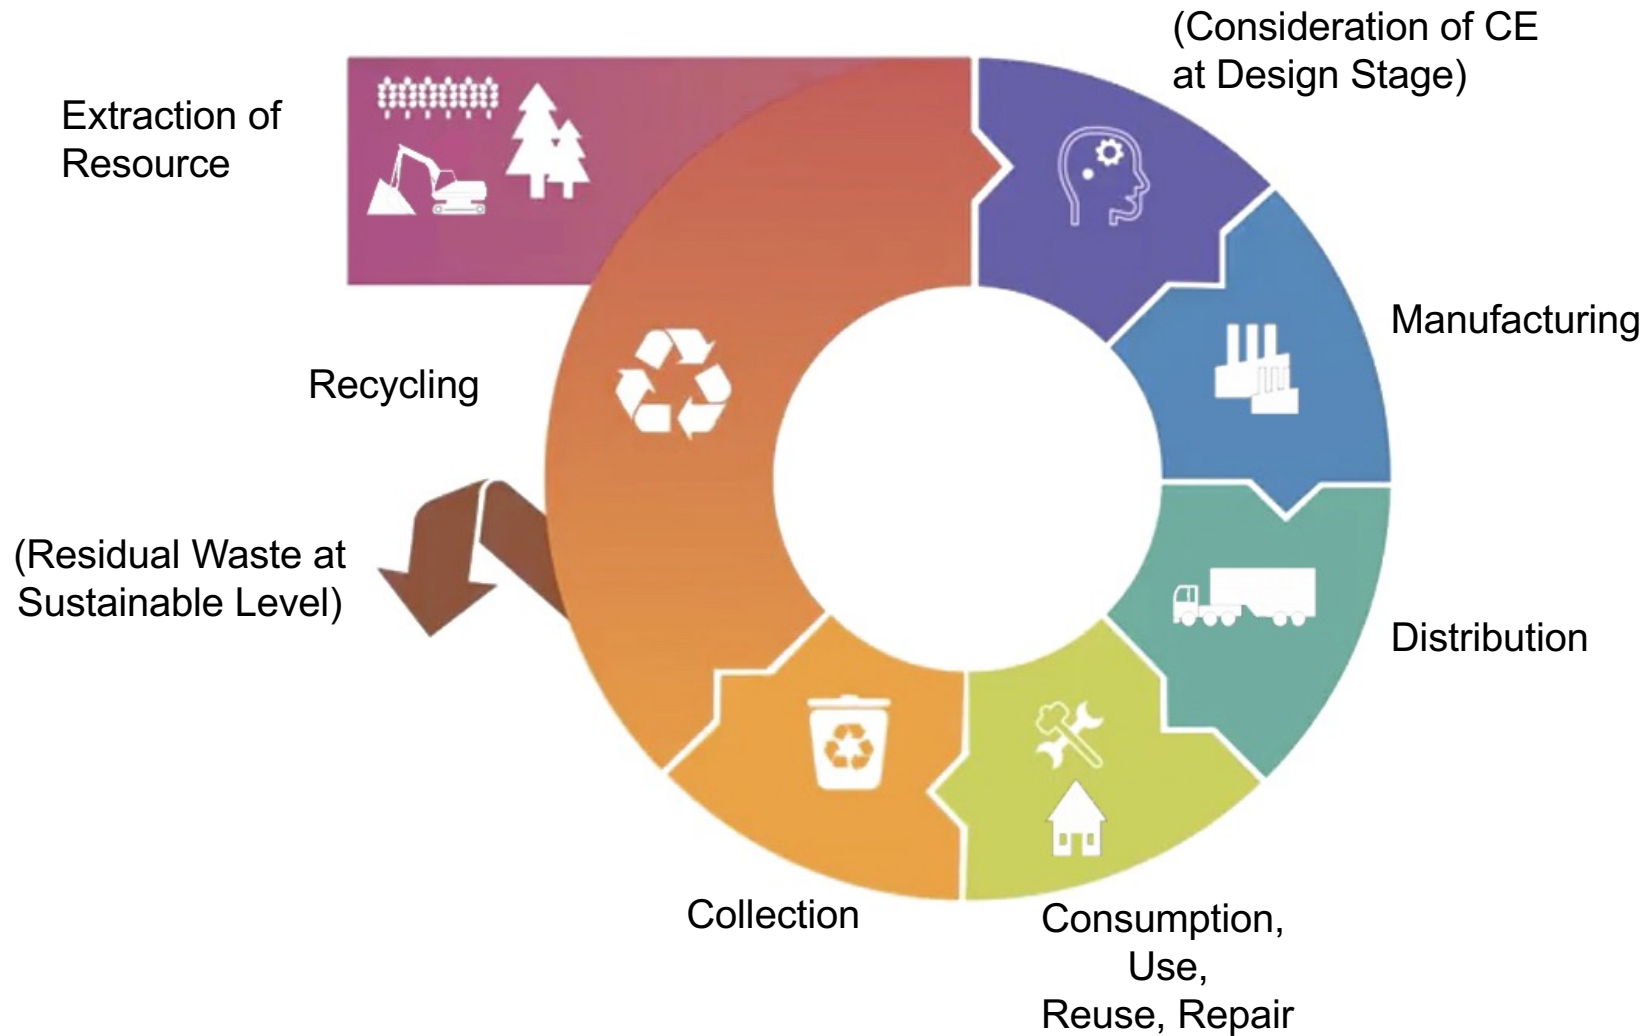 (Consideration of CE
at Design Stage)
Extraction of
Resource
Manufacturing
Recycling
(Residual Waste at
Sustainable Level)
Distribution
Collection
Consumption,
Use,
Reuse, Repair